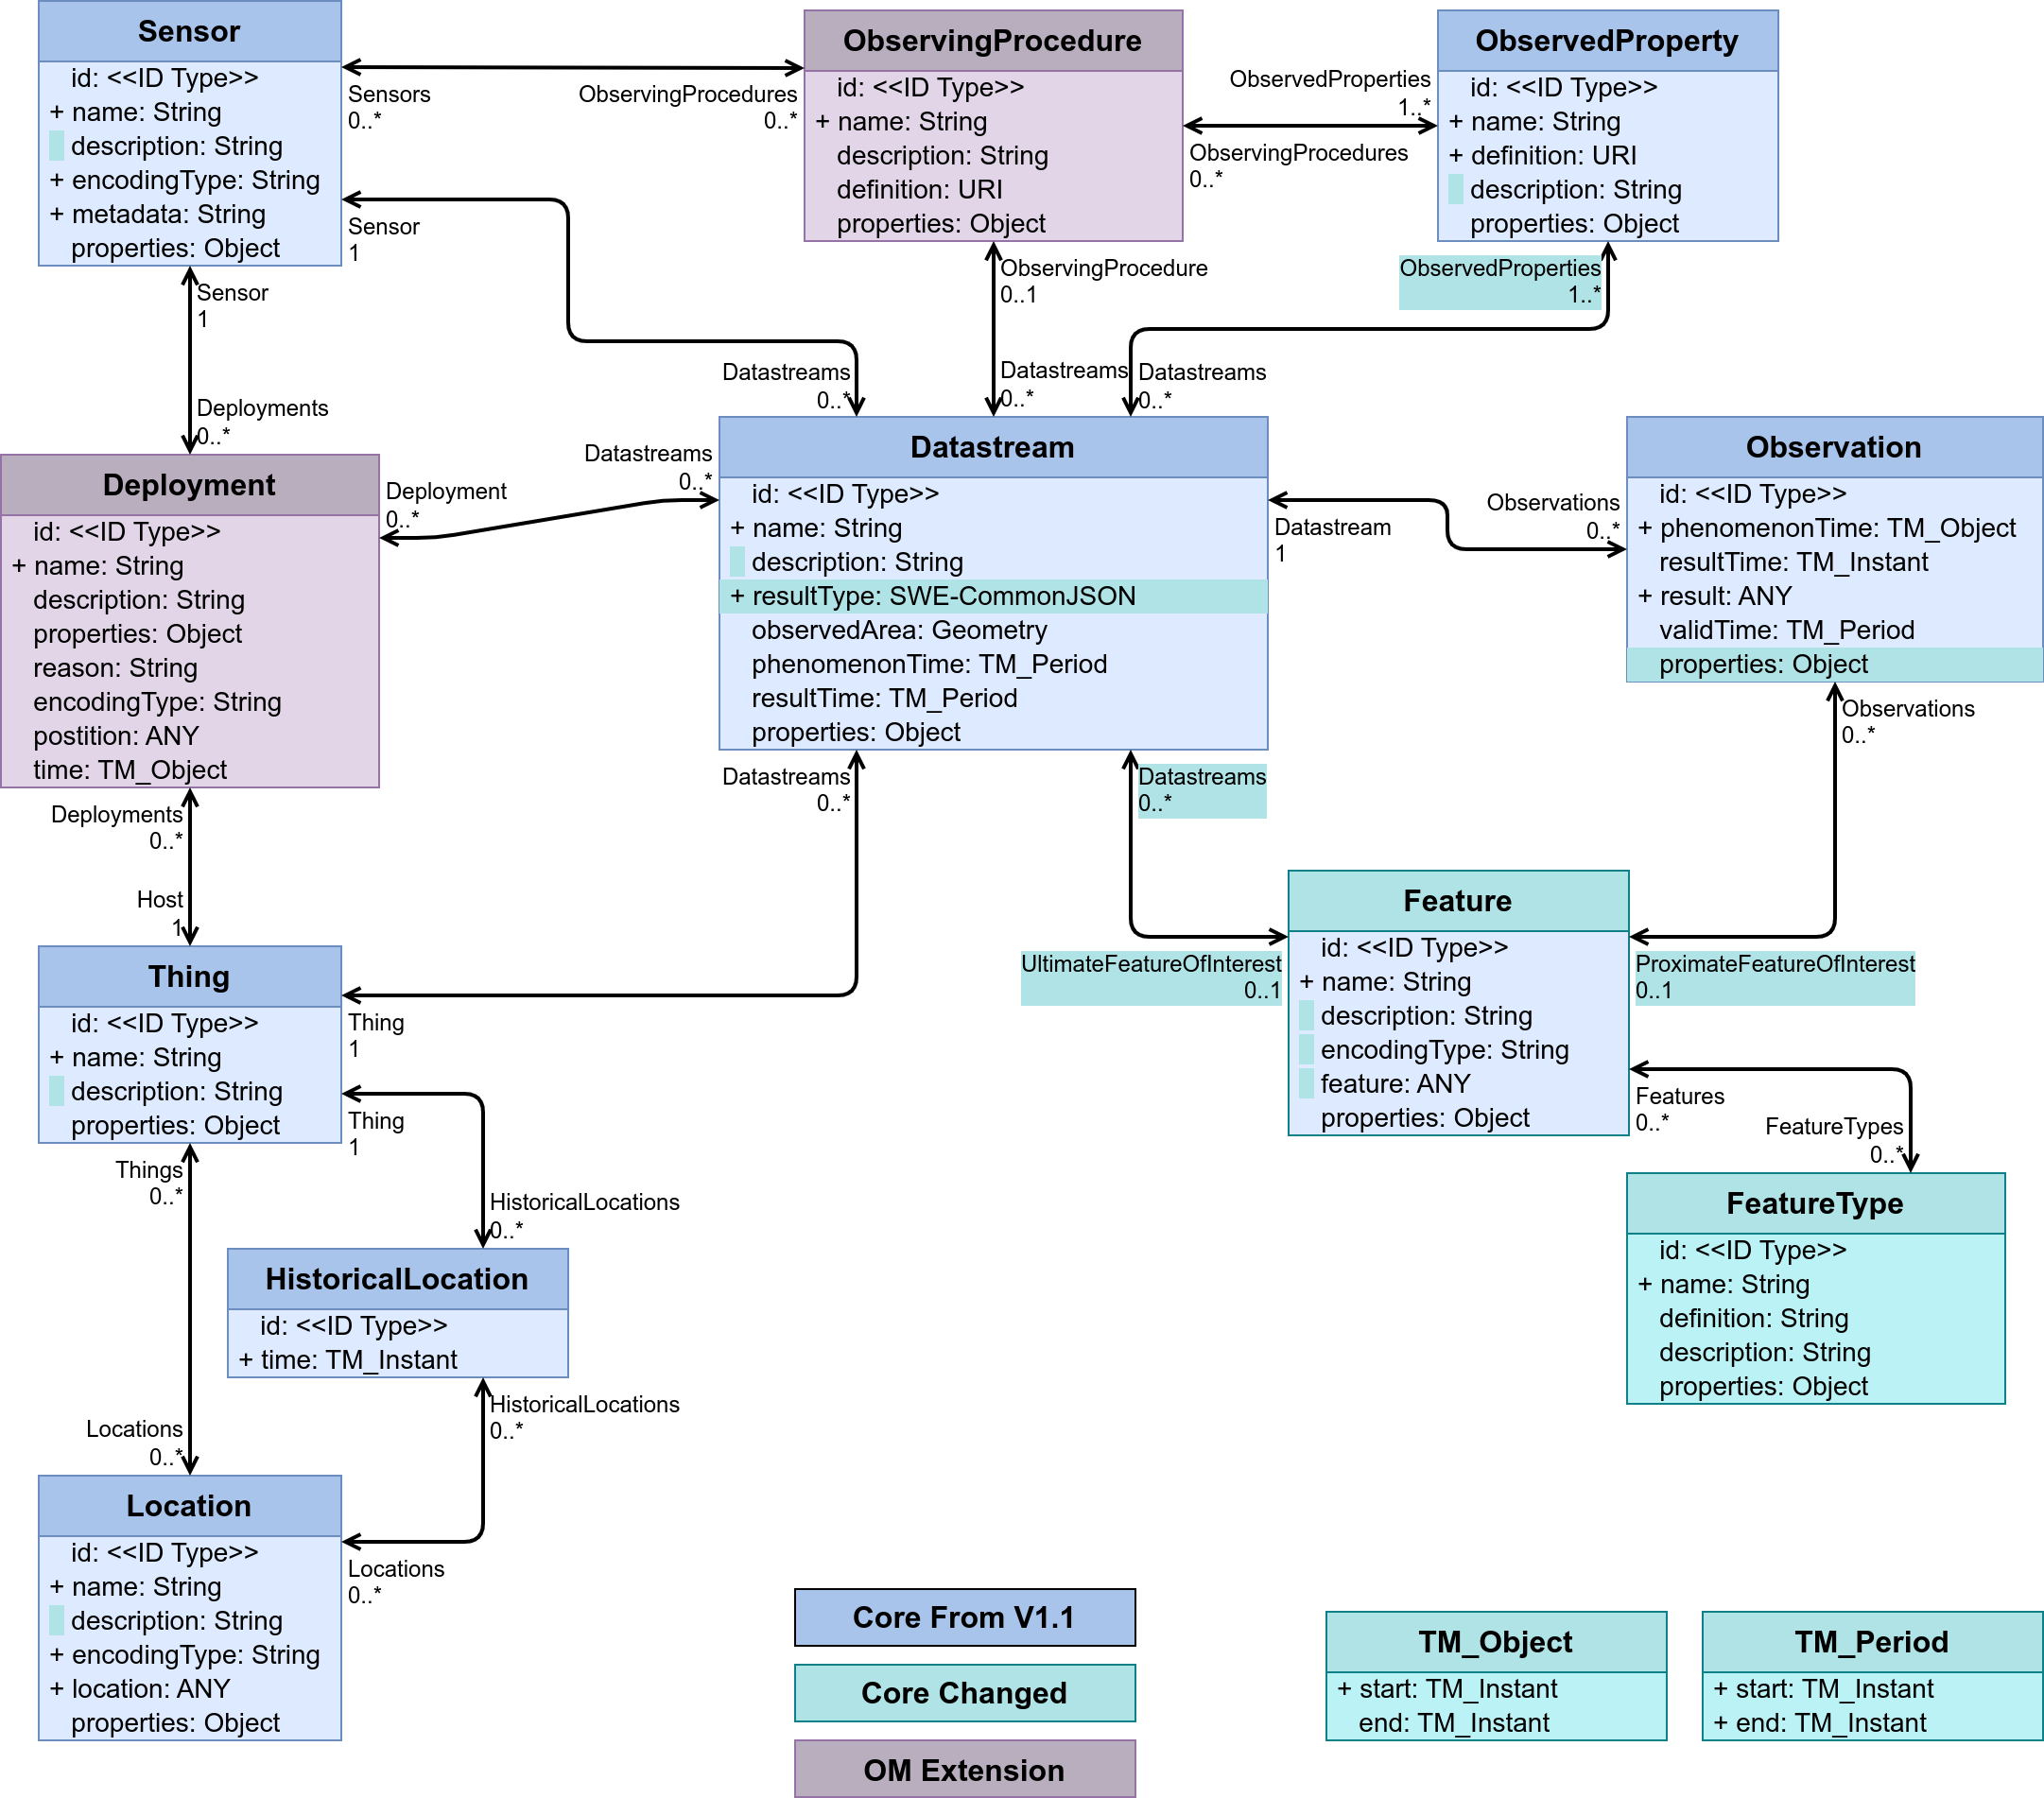 Sensor
id: <<ID Type>>
+ name: String
description: String
+ encodingType: String
+ metadata: String
properties: Object
Sensors
0..*
ObservingProcedures
0..*
Sensor
1
Sensor
1
Deployments
0..*
ObservingProcedure
id: <<ID Type>>
+ name: String
description: String
definition: URI
properties: Object
ObservedProperties
1..*
ObservingProcedures
0..*
ObservedProperty
id: <<ID Type>>
+ name: String
+ definition: URI
description: String
properties: Object
ObservingProcedure
0..1
ObservedProperties
1..*
Datastreams
0..*
Datastreams
0..*
Datastreams
0..*
Deployment
id: <<ID Type>>
+ name: String
description: String
properties: Object
reason: String
encodingType: String
postition: ANY
time: TM_Object
Deployment
0..*
Datastreams
0..*
Datastream
id: <<ID Type>>
+ name: String
description: String
+ resultType: SWE-CommonJSON
observedArea: Geometry
phenomenonTime: TM_Period
resultTime: TM_Period
properties: Object
Datastream
1
Observations
0..*
Observation
id: <<ID Type>>
+ phenomenonTime: TM_Object
resultTime: TM_Instant
+ result: ANY
validTime: TM_Period
properties: Object
Deployments
0..*
Host
1
Datastreams
0..*
Datastreams
0..*
Observations
0..*
Thing
id: <<ID Type>>
+ name: String
description: String
properties: Object
Thing
1
Thing
1
UltimateFeatureOfInterest
0..1
Feature
id: <<ID Type>>
+ name: String
description: String
encodingType: String
feature: ANY
properties: Object
ProximateFeatureOfInterest
0..1
Features
0..*
FeatureTypes
0..*
Things
0..*
HistoricalLocations
0..*
HistoricalLocation
id: <<ID Type>>
+ time: TM_Instant
HistoricalLocations
0..*
FeatureType
id: <<ID Type>>
+ name: String
definition: String
description: String
properties: Object
Locations
0..*
Location
id: <<ID Type>>
+ name: String
description: String
+ encodingType: String
+ location: ANY
properties: Object
Locations
0..*
Core From V1.1
Core Changed
OM Extension
TM_Object
+ start: TM_Instant
end: TM_Instant
TM_Period
+ start: TM_Instant
+ end: TM_Instant